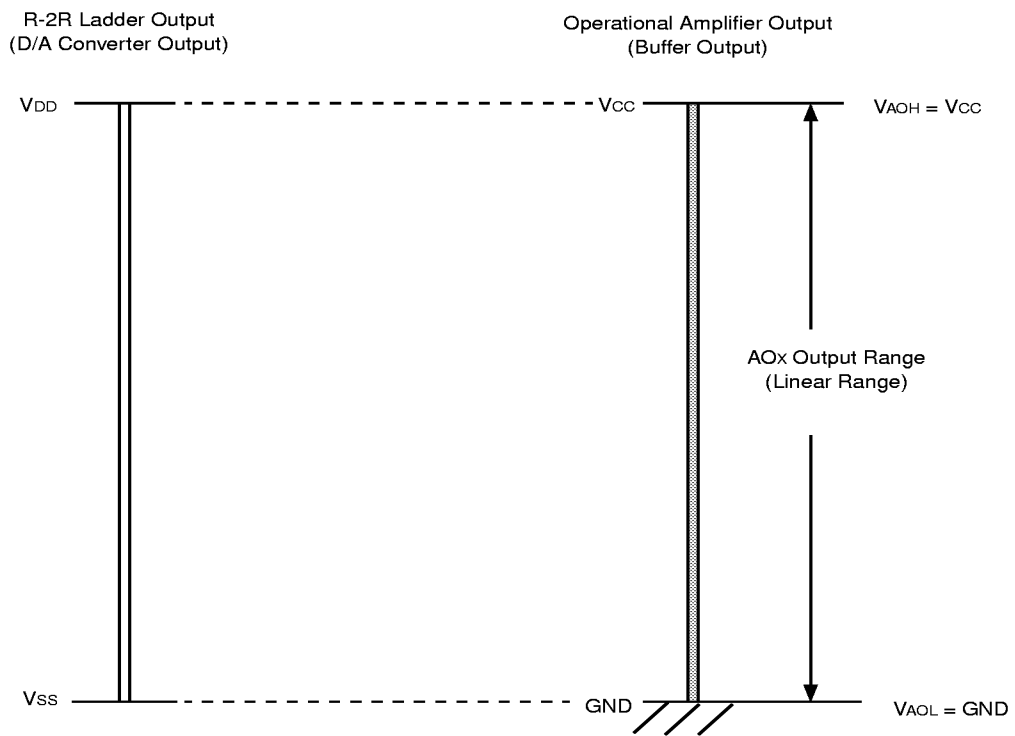 R-2R Ladder Output
(D/A Converter Output)
Operational Amplifier Output
(Buffer Output)
VDD
VCC
VAOH = VCC
AOx Output Range
(Linear Range)
VSS
GND
VAOL = GND